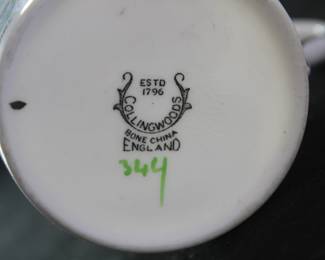 ESTD
1796
COLLINGWOODS
BONE CHINA
ENGLAND
344